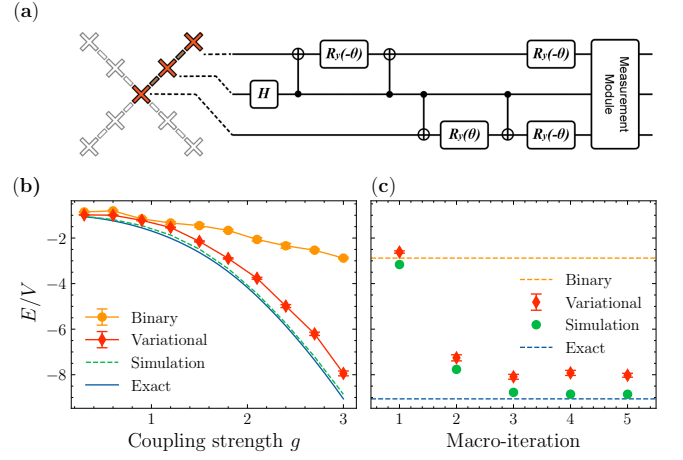 (a)
R_y(-θ) R_y(-θ)
H
R_y(θ) R_y(-θ)
Measurement
Module
(b)
E/V
−2
−4
−6
−8
Binary
Variational
Simulation
Exact
1 2 3
Coupling strength g
(c)
Binary
Variational
Simulation
Exact
1 2 3 4 5
Macro-iteration